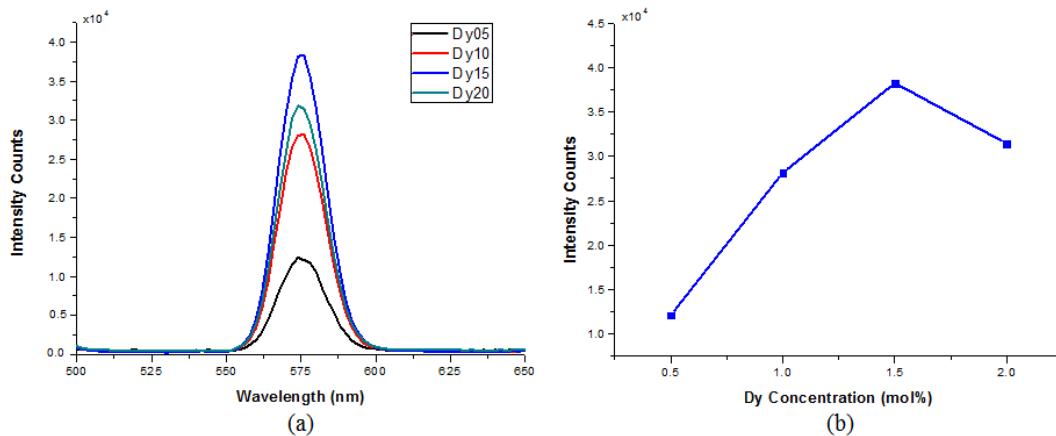 x10⁴
4.0
3.5
3.0
2.5
2.0
1.5
1.0
5.0
0.0
Intensity Counts
500 525 550 575 600 625 650
Wavelength (nm)
Dy05
Dy10
Dy15
Dy20
(a)
x10⁴
4.5
4.0
3.5
3.0
2.5
2.0
1.5
1.0
Intensity Counts
0.5 1.0 1.5 2.0
Dy Concentration (mol%)
(b)